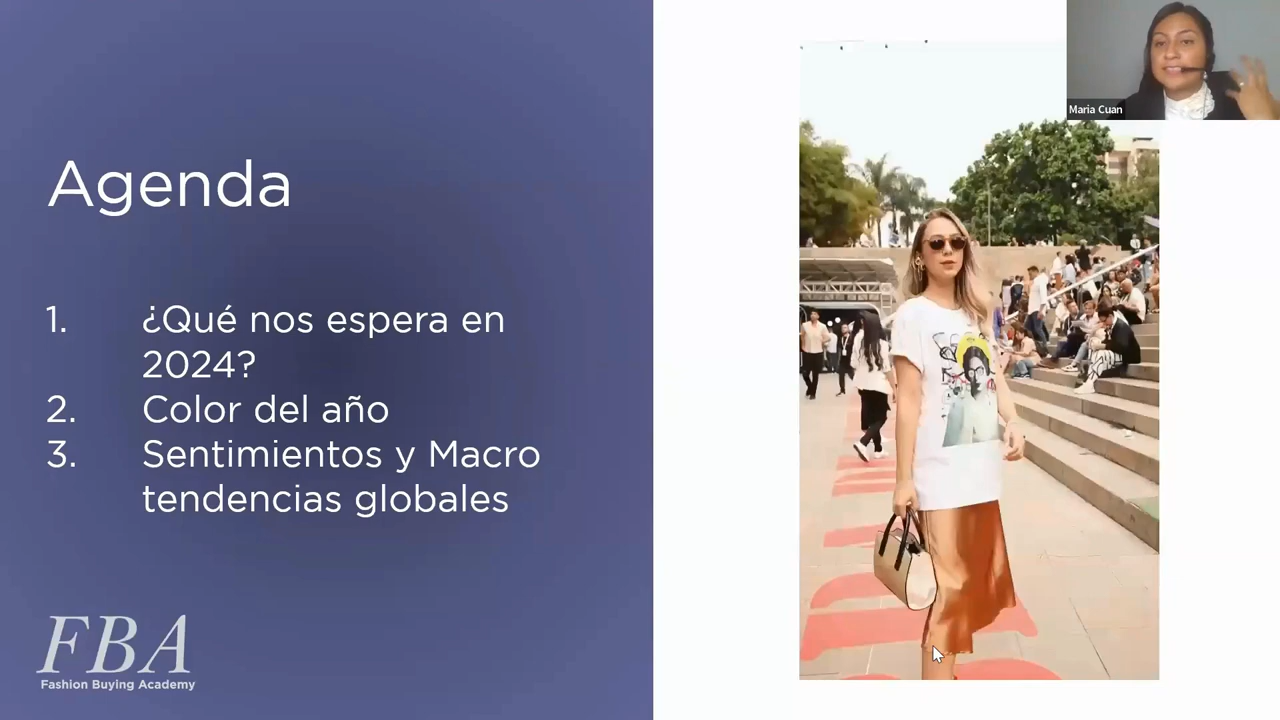 Agenda
1. ¿Qué nos espera en
2024?
2. Color del año
3. Sentimientos y Macro
tendencias globales
FBA
Fashion Buying Academy
Maria Cuan